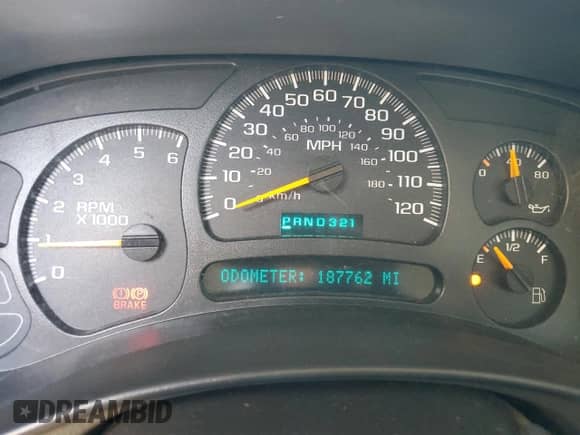 60
50 70
40 80
30 90
20 100
10 110
0 120
60 80 100 120 140
40 160
20 180
MPH
km/h
PRND321
ODOMETER: 187762 MI
4 5 6
3
2
1
0
RPM
X1000
BRAKE
0 40 80
E 1/2 F
DREAMBID